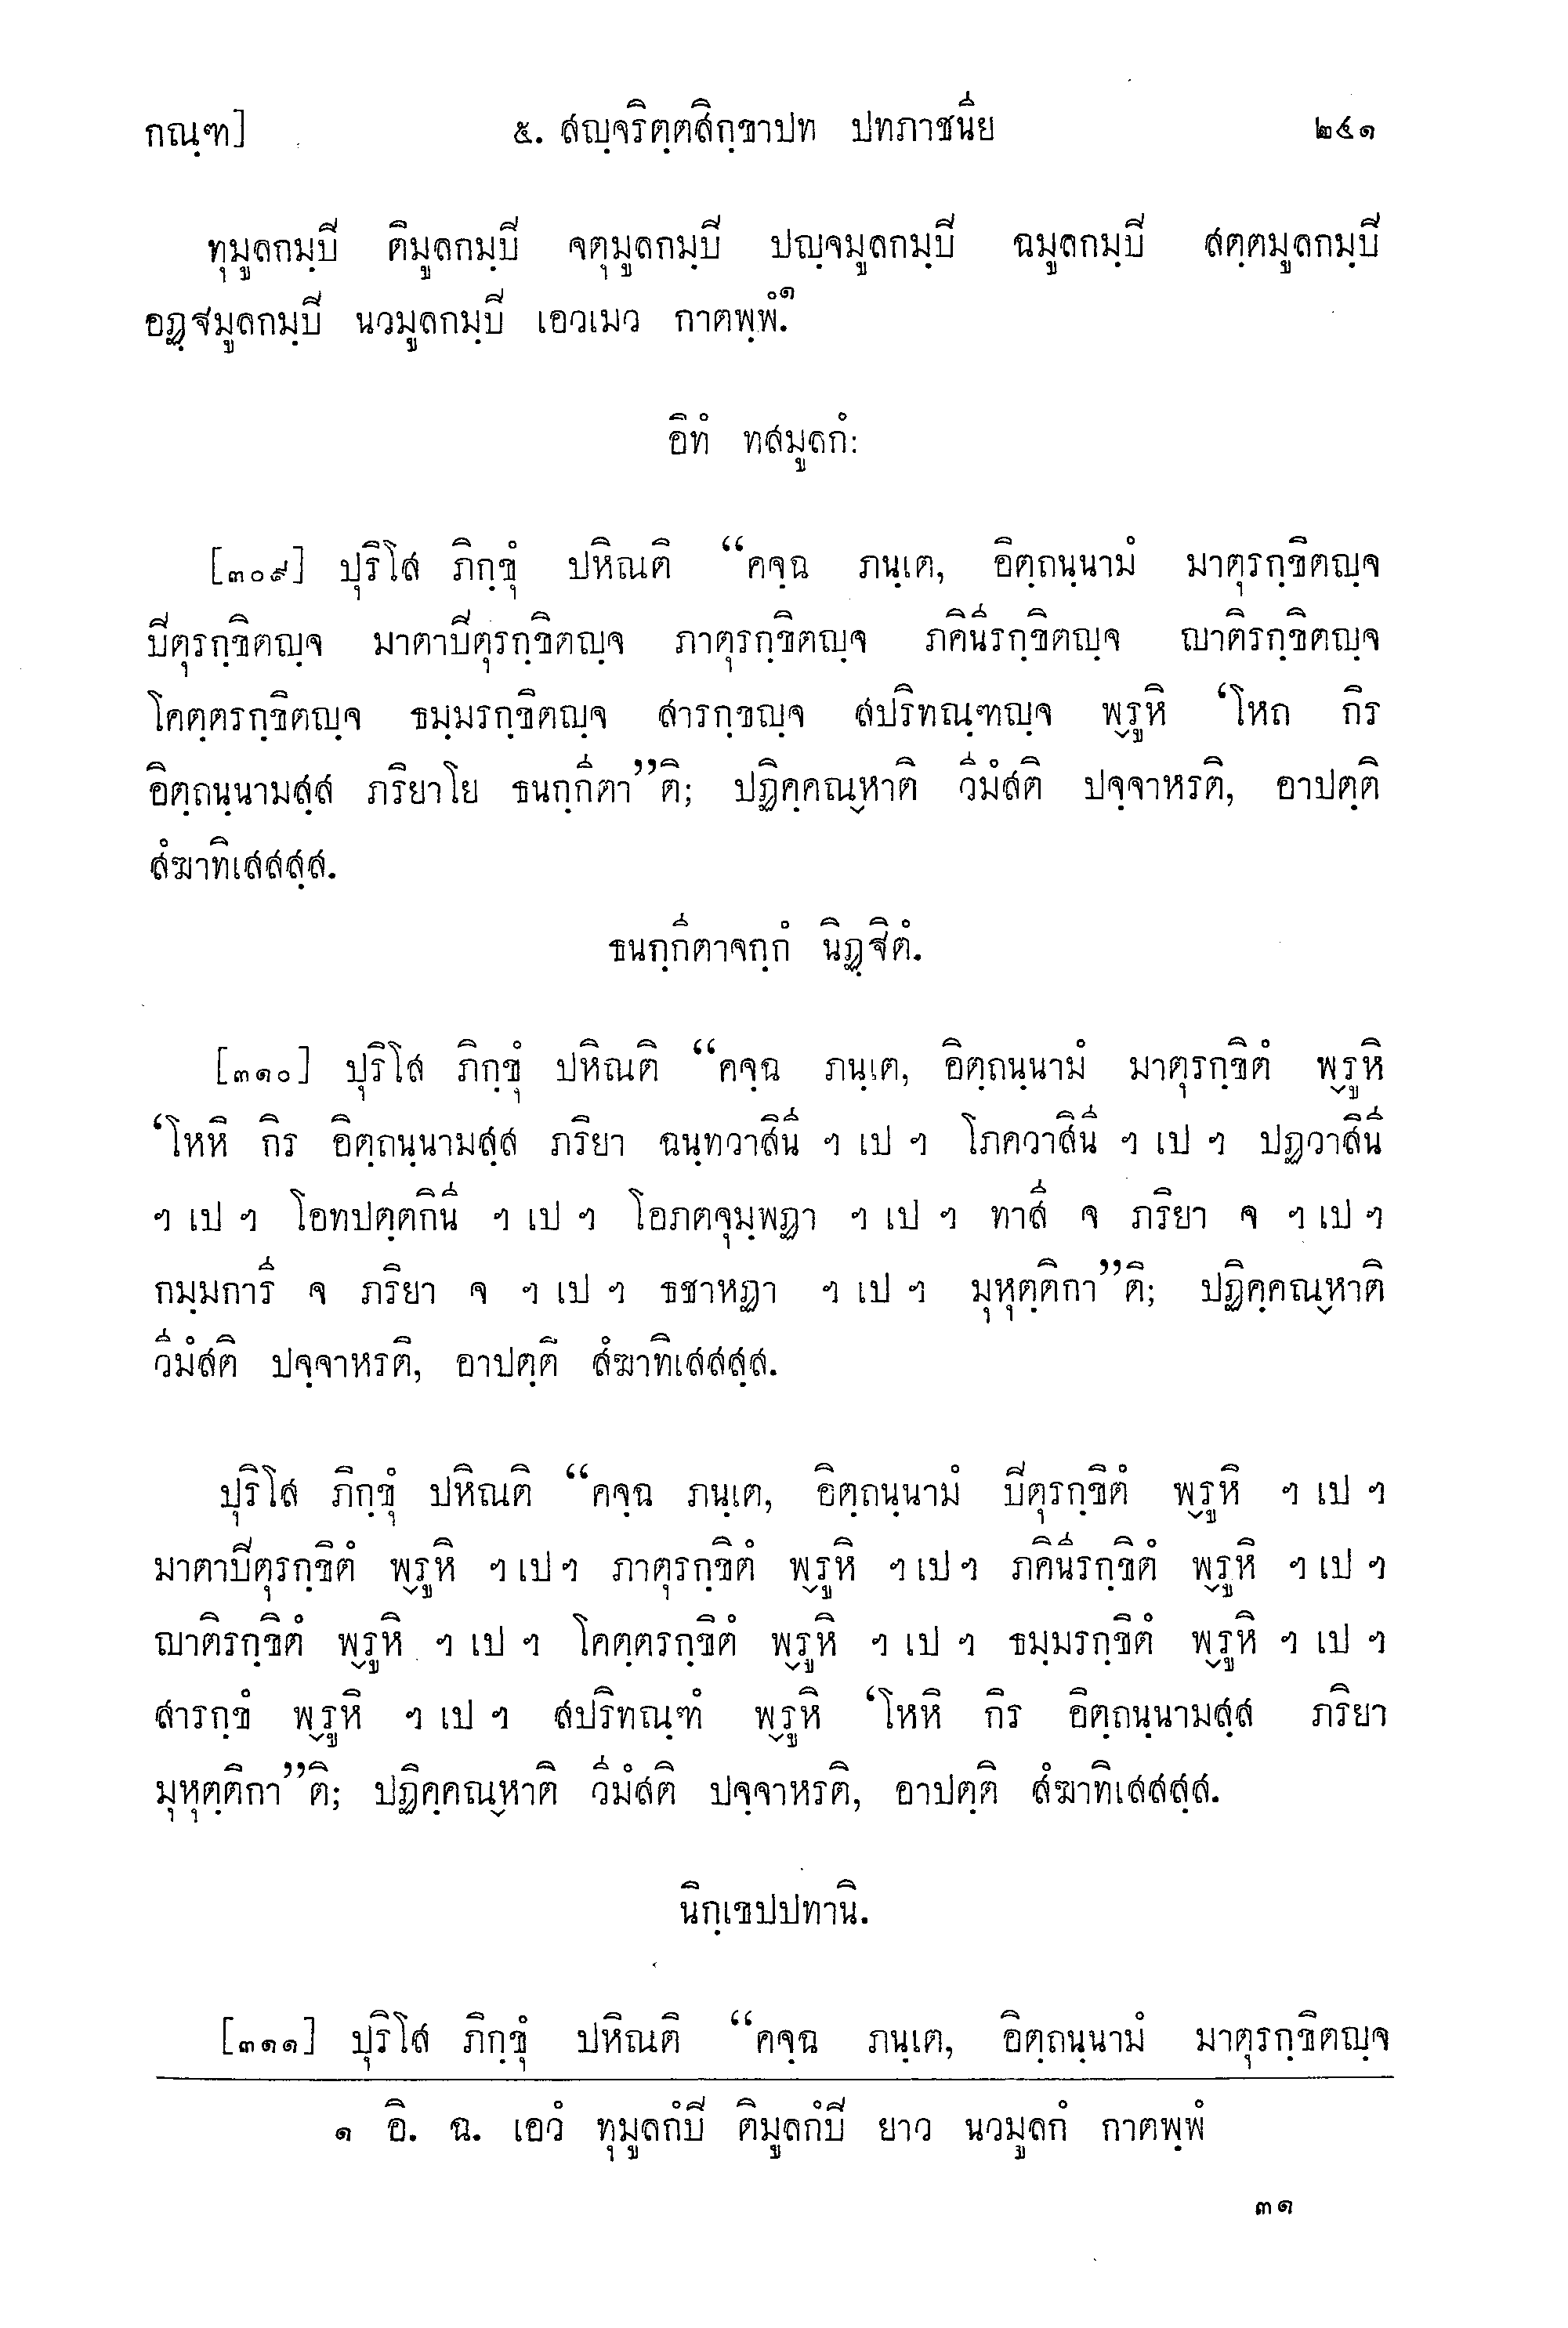 กณฺฑ] ๕. สญฺจริตฺตสิกฺขาปท ปทภาชนีย ๒๔๑
ทุมูลกมฺปิ ติมูลกมฺปิ จตุมูลกมฺปิ ปญฺจมูลกมฺปิ ฉมูลกมฺปิ สตฺตมูลกมฺปิ
อฏฺฐมูลกมฺปิ นวมูลกมฺปิ เอวเมว กาตพฺพํ.๑
อิทํ ทสมูลกํ:
[๓๐๙] ปุริโส ภิกฺขุํ ปหิณติ “คจฺฉ ภนฺเต, อิตฺถนฺนามํ มาตุรกฺขิตญฺจ
ปิตุรกฺขิตญฺจ มาตาปิตุรกฺขิตญฺจ ภาตุรกฺขิตญฺจ ภคินีรกฺขิตญฺจ ญาติรกฺขิตญฺจ
โคตฺตรกฺขิตญฺจ ธมฺมรกฺขิตญฺจ สารกฺขญฺจ สปริทณฺฑญฺจ พฺรูหิ ‘โหถ กิร
อิตฺถนฺนามสฺส ภริยาโย ธนกฺกีตา”ติ; ปฏิคฺคณฺหาติ วีมํสติ ปจฺจาหรติ, อาปตฺติ
สํฆาทิเสสสฺส.
ธนกฺกีตาจกฺกํ นิฏฺฐิตํ.
[๓๑๐] ปุริโส ภิกฺขุํ ปหิณติ “คจฺฉ ภนฺเต, อิตฺถนฺนามํ มาตุรกฺขิตํ พฺรูหิ
‘โหหิ กิร อิตฺถนฺนามสฺส ภริยา ฉนฺทวาสินี ฯ เป ฯ โภควาสินี ฯ เป ฯ ปฏวาสินี
ฯ เป ฯ โอทปตฺตกินี ฯ เป ฯ โอภตจุมฺพฏา ฯ เป ฯ ทาสี จ ภริยา จ ฯ เป ฯ
กมฺมการี จ ภริยา จ ฯ เป ฯ ธชาหฏา ฯ เป ฯ มุหุตฺติกา”ติ; ปฏิคฺคณฺหาติ
วีมํสติ ปจฺจาหรติ, อาปตฺติ สํฆาทิเสสสฺส.
ปุริโส ภิกฺขุํ ปหิณติ “คจฺฉ ภนฺเต, อิตฺถนฺนามํ ปิตุรกฺขิตํ พฺรูหิ ฯ เป ฯ
มาตาปิตุรกฺขิตํ พฺรูหิ ฯ เป ฯ ภาตุรกฺขิตํ พฺรูหิ ฯ เป ฯ ภคินีรกฺขิตํ พฺรูหิ ฯ เป ฯ
ญาติรกฺขิตํ พฺรูหิ ฯ เป ฯ โคตฺตรกฺขิตํ พฺรูหิ ฯ เป ฯ ธมฺมรกฺขิตํ พฺรูหิ ฯ เป ฯ
สารกฺขํ พฺรูหิ ฯ เป ฯ สปริทณฺฑํ พฺรูหิ ‘โหหิ กิร อิตฺถนฺนามสฺส ภริยา
มุหุตฺติกา”ติ; ปฏิคฺคณฺหาติ วีมํสติ ปจฺจาหรติ, อาปตฺติ สํฆาทิเสสสฺส.
นิกฺเขปปทานิ.
[๓๑๑] ปุริโส ภิกฺขุํ ปหิณติ “คจฺฉ ภนฺเต, อิตฺถนฺนามํ มาตุรกฺขิตญฺจ
๑ อิ. ฉ. เอวํ ทุมูลกํปิ ติมูลกํปิ ยาว นวมูลกํ กาตพฺพํ
๓๑